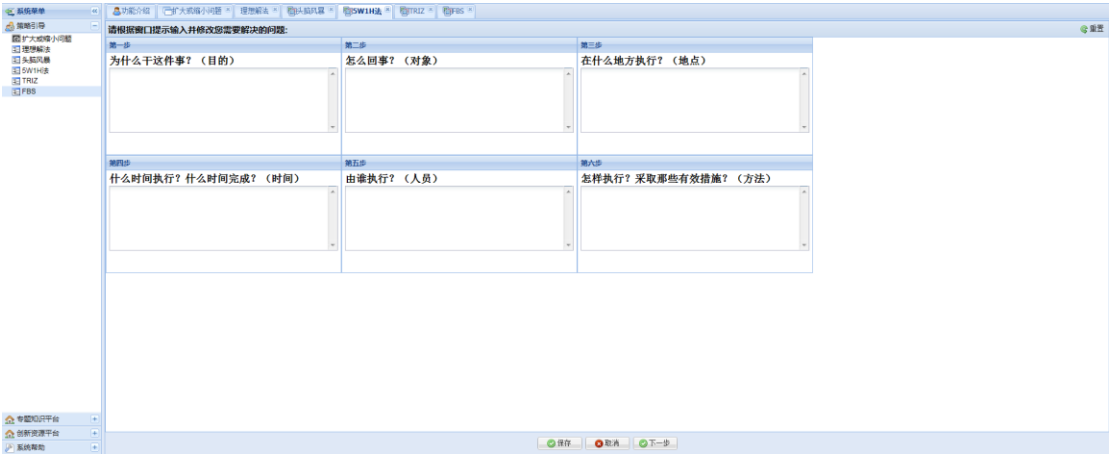 系统菜单
策略引导
扩大或缩小问题
理想解法
头脑风暴
5W1H法
TRIZ
FBS
专题知识平台
创新资源平台
系统帮助
功能介绍 扩大或缩小问题 理想解法 头脑风暴 5W1H法 TRIZ FBS
请根据窗口提示输入并修改您需要解决的问题: 重置
第一步 第二步 第三步
为什么干这件事？（目的） 怎么回事？（对象） 在什么地方执行？（地点）
第四步 第五步 第六步
什么时间执行？什么时间完成？（时间） 由谁执行？（人员） 怎样执行？采取那些有效措施？（方法）
保存 取消 下一步